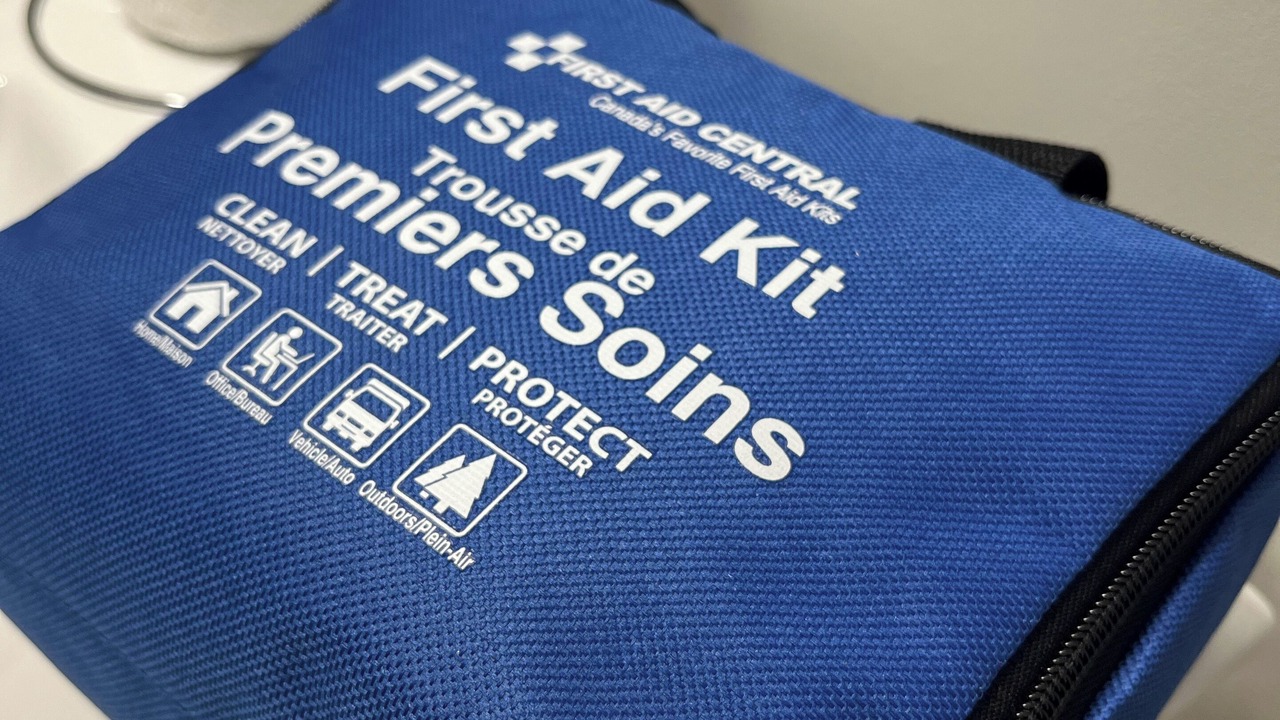 FIRST AID CENTRAL
Canada's Favorite First Aid Kits
First Aid Kit
Trousse de
Premiers Soins
CLEAN | TREAT | PROTECT
NETTOYER TRAITER PROTÉGER
Home/Maison
Office/Bureau
Vehicle/Auto
Outdoors/Plein-Air